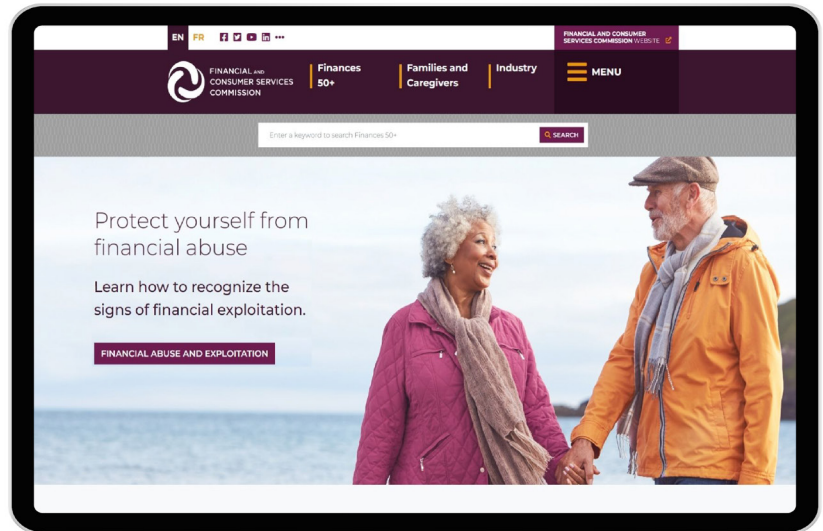 EN FR
FINANCIAL AND CONSUMER
SERVICES COMMISSION WEBSITE
FINANCIAL AND
CONSUMER SERVICES
COMMISSION
Finances
50+
Families and
Caregivers
Industry
MENU
Enter a keyword to search Finances 50+
SEARCH
Protect yourself from
financial abuse
Learn how to recognize the
signs of financial exploitation.
FINANCIAL ABUSE AND EXPLOITATION